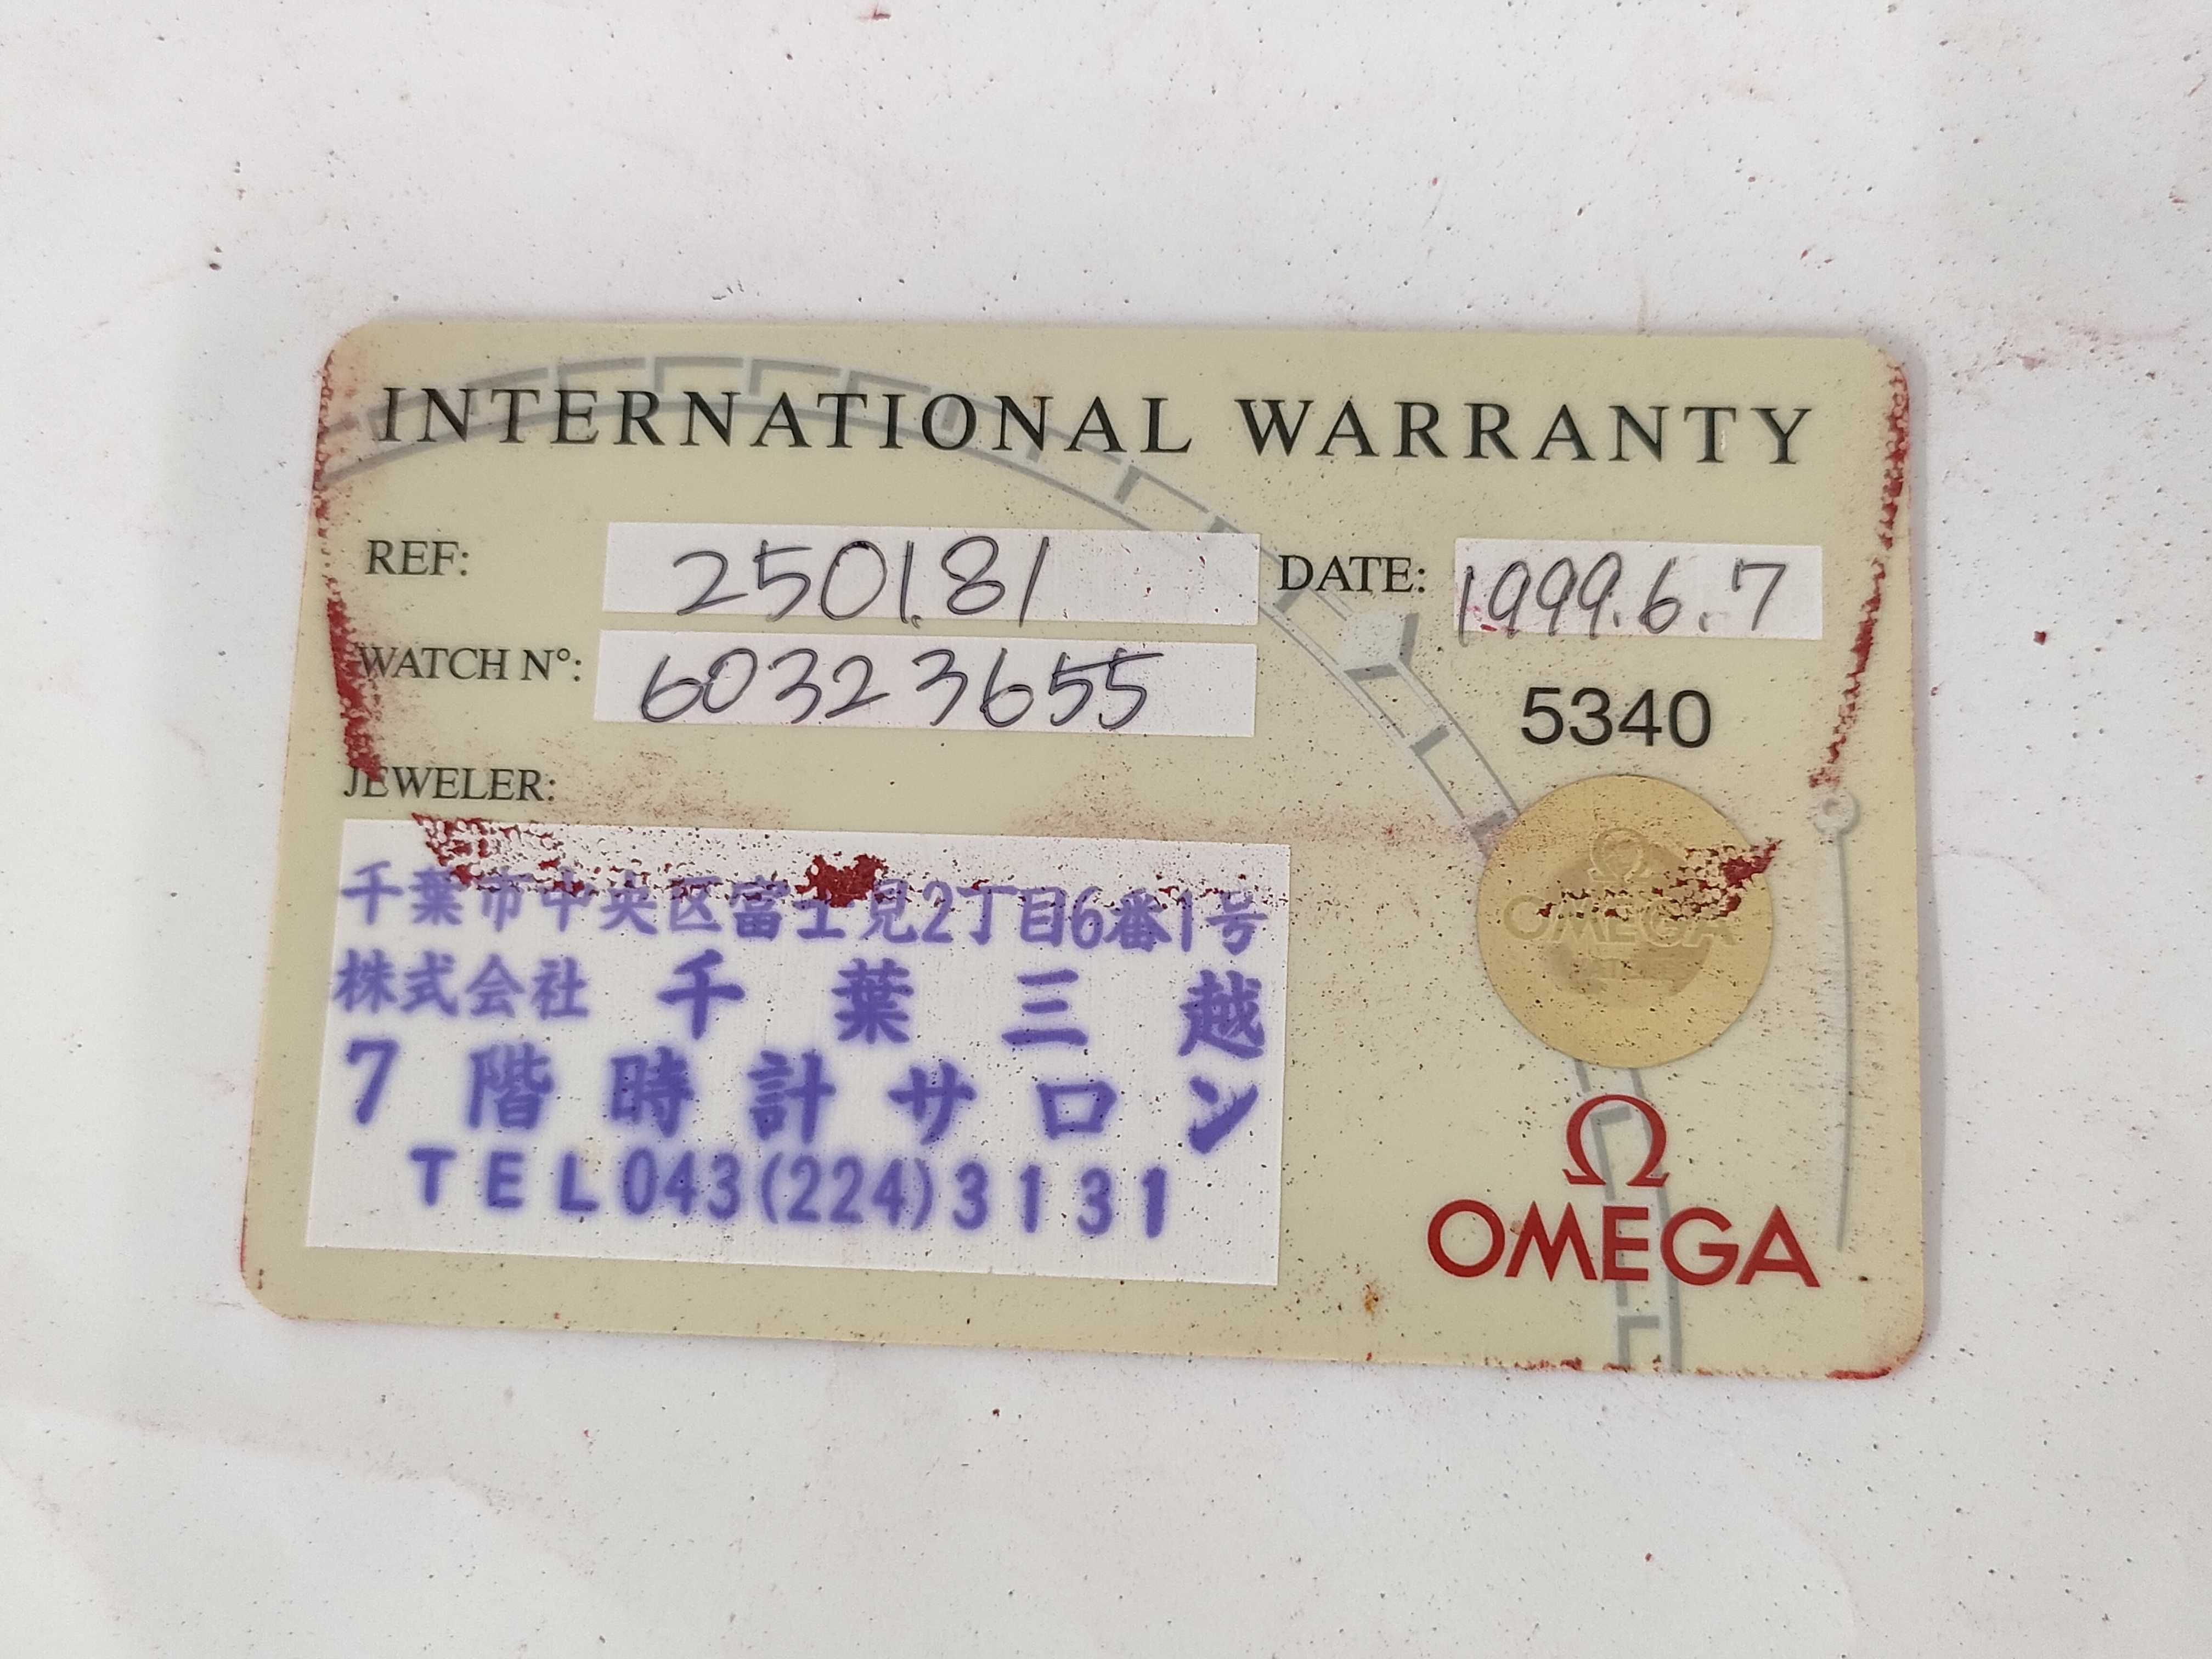 INTERNATIONAL WARRANTY
REF: 2501.81 DATE: 1999.6.7
WATCH N°: 60323655
5340
JEWELER:
千葉市中央区富士見2丁目6番1号
株式会社 千葉三越
7階時計サロン
TEL043(224)3131
Ω
OMEGA
Ω
OMEGA